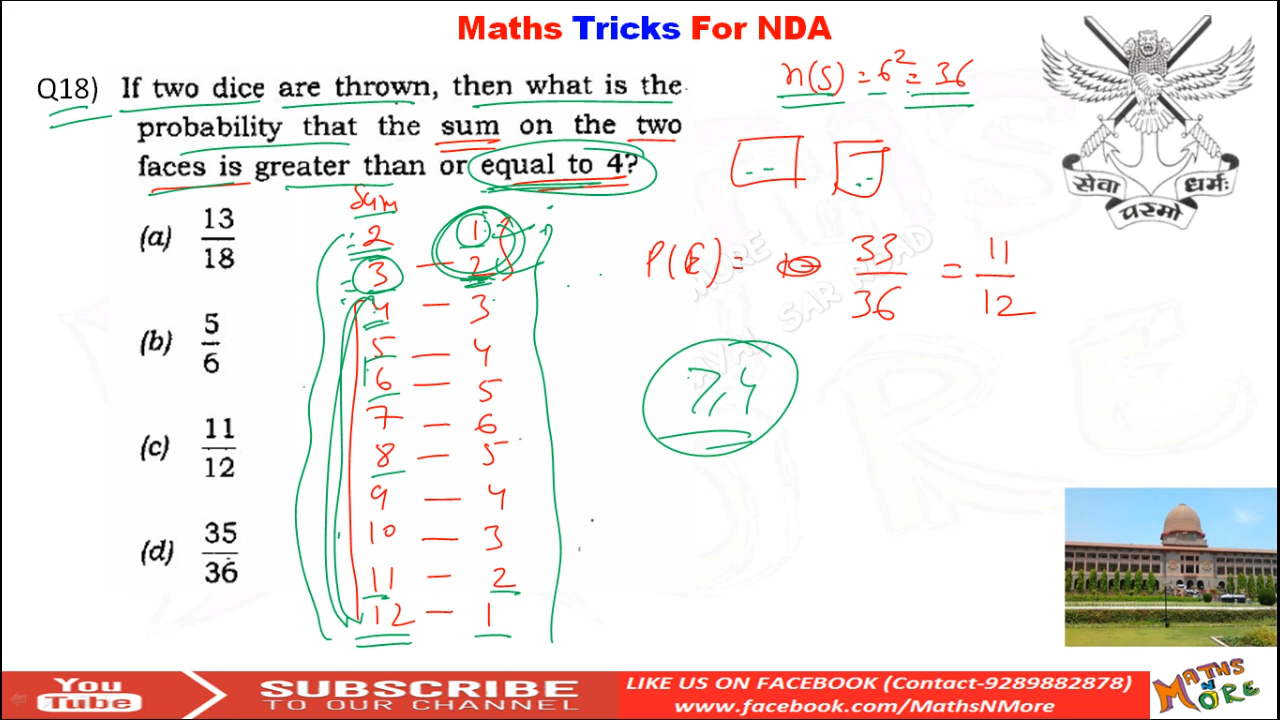 Maths Tricks For NDA
Q18) If two dice are thrown, then what is the
probability that the sum on the two
faces is greater than or equal to 4?
n(S) = 6² = 36
(a) 13/18
(b) 5/6
(c) 11/12
(d) 35/36
Sum
2 1
3 — 2
4 — 3
5 — 4
6 — 5
7 — 6
8 — 5
9 — 4
10 — 3
11 — 2
12 — 1
P(E) = 33/36 = 11/12
≥ 4
सेवा परमो धर्मः
MORE
SAR ROAD
You Tube
SUBSCRIBE
TO OUR CHANNEL
LIKE US ON FACEBOOK (Contact-9289882878)
www.facebook.com/MathsNMore
MATHS N MORE